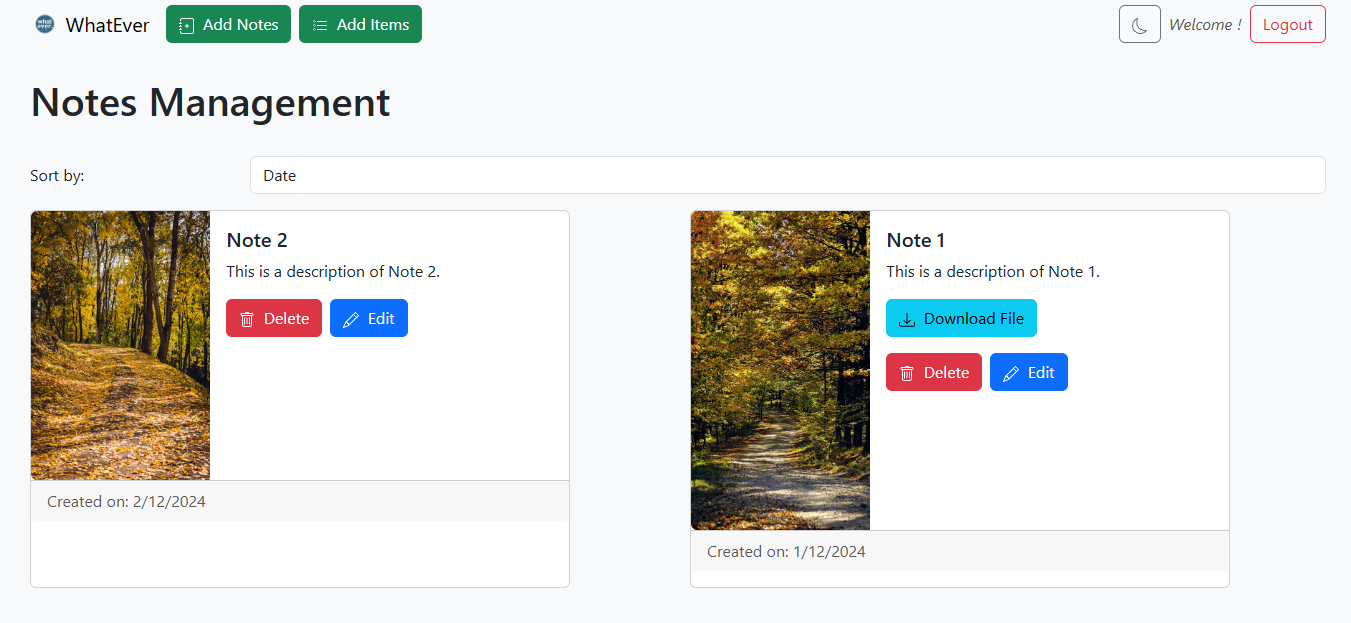 what ever. WhatEver Add Notes Add Items Welcome ! Logout
Notes Management
Sort by: Date
Note 2
This is a description of Note 2.
Delete Edit
Created on: 2/12/2024
Note 1
This is a description of Note 1.
Download File
Delete Edit
Created on: 1/12/2024